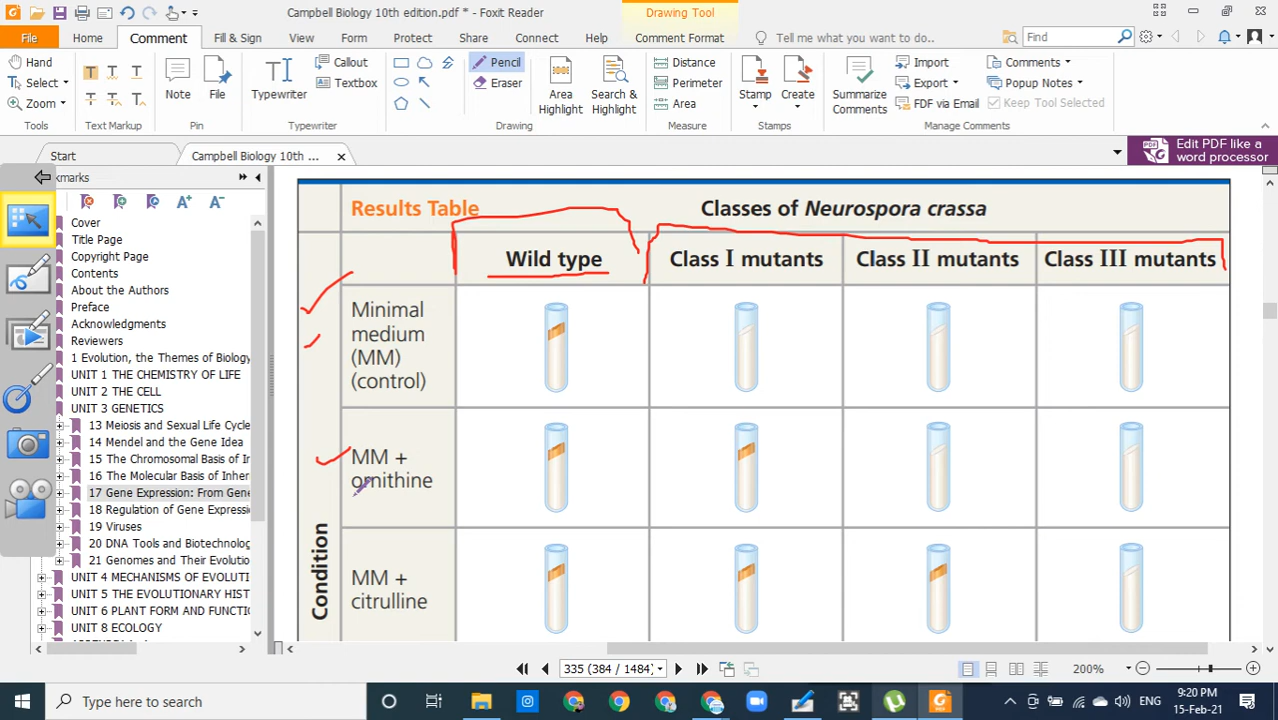 Campbell Biology 10th edition.pdf * - Foxit Reader
Drawing Tool
File Home Comment Fill & Sign View Form Protect Share Connect Help Comment Format Tell me what you want to do.. Find
Hand
Select
Zoom
Tools
Text Markup
Note
File
Pin
Typewriter
Callout
Textbox
Typewriter
Pencil
Eraser
Drawing
Area Highlight
Search & Highlight
Distance
Perimeter
Area
Measure
Stamp
Create
Stamps
Summarize Comments
Import
Export
FDF via Email
Comments
Popup Notes
Keep Tool Selected
Manage Comments
Start
Campbell Biology 10th ...
Edit PDF like a
word processor
kmarks
Cover
Title Page
Copyright Page
Contents
About the Authors
Preface
Acknowledgments
Reviewers
1 Evolution, the Themes of Biology
UNIT 1 THE CHEMISTRY OF LIFE
UNIT 2 THE CELL
UNIT 3 GENETICS
13 Meiosis and Sexual Life Cycle
14 Mendel and the Gene Idea
15 The Chromosomal Basis of I
16 The Molecular Basis of Inher
17 Gene Expression: From Gene
18 Regulation of Gene Express
19 Viruses
20 DNA Tools and Biotechnolog
21 Genomes and Their Evolution
UNIT 4 MECHANISMS OF EVOLUTI
UNIT 5 THE EVOLUTIONARY HIST
UNIT 6 PLANT FORM AND FUNCTI
UNIT 8 ECOLOGY
Results Table
Classes of Neurospora crassa
Wild type
Class I mutants
Class II mutants
Class III mutants
Condition
Minimal
medium
(MM)
(control)
MM +
ornithine
MM +
citrulline
335 (384 / 1484)
200%
Type here to search
ENG
9:20 PM
15-Feb-21